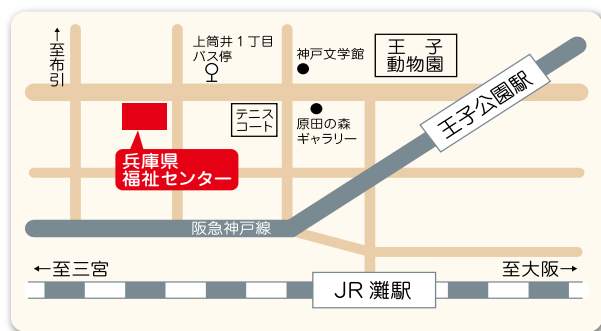 ↑至布引
上筒井1丁目
バス停
神戸文学館
王子
動物園
テニス
コート
原田の森
ギャラリー
王子公園駅
兵庫県
福祉センター
阪急神戸線
←至三宮
至大阪→
JR灘駅